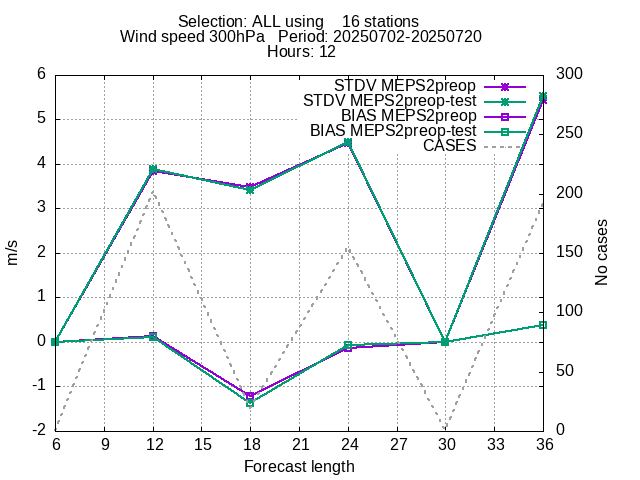 Selection: ALL using    16 stations
Wind speed 300hPa   Period: 20250702-20250720
Hours: 12
STDV MEPS2preop
STDV MEPS2preop-test
BIAS MEPS2preop
BIAS MEPS2preop-test
CASES
6
5
4
3
2
1
0
-1
-2
m/s
300
250
200
150
100
50
0
No cases
6 9 12 15 18 21 24 27 30 33 36
Forecast length